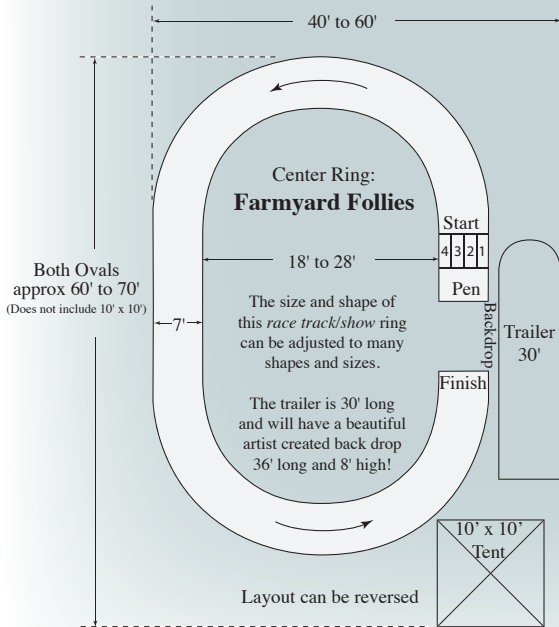 40' to 60'
Center Ring:
Farmyard Follies
Start
4 3 2 1
Pen
Both Ovals
approx 60' to 70'
(Does not include 10' x 10')
18' to 28'
7'
The size and shape of
this race track/show ring
can be adjusted to many
shapes and sizes.
Backdrop
Trailer
30'
Finish
The trailer is 30' long
and will have a beautiful
artist created back drop
36' long and 8' high!
10’ x 10’
Tent
Layout can be reversed